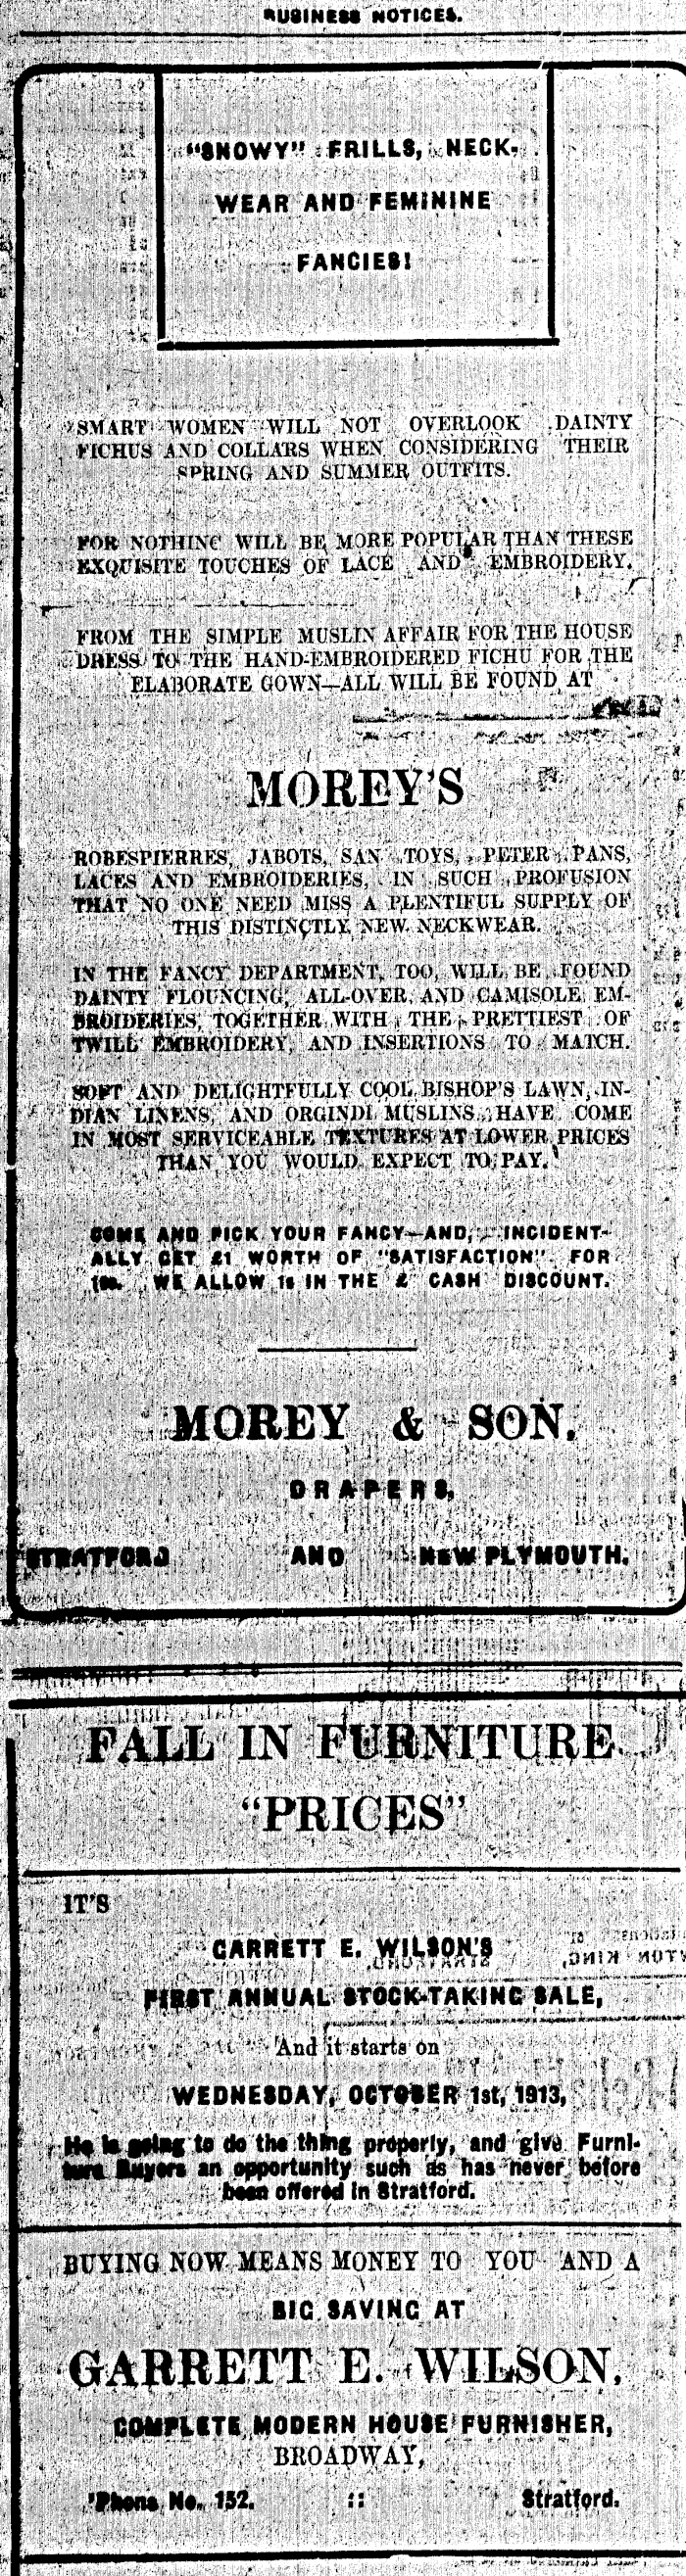 BUSINESS NOTICES.
"SNOWY" FRILLS, NECK-
WEAR AND FEMININE
FANCIES!
SMART WOMEN WILL NOT OVERLOOK DAINTY
FICHUS AND COLLARS WHEN CONSIDERING THEIR
SPRING AND SUMMER OUTFITS.
FOR NOTHING WILL BE MORE POPULAR THAN THESE
EXQUISITE TOUCHES OF LACE AND EMBROIDERY.
FROM THE SIMPLE MUSLIN AFFAIR FOR THE HOUSE
DRESS TO THE HAND-EMBROIDERED FICHU FOR THE
ELABORATE GOWN—ALL WILL BE FOUND AT
MOREY'S
ROBESPIERRES, JABOTS, SAN TOYS, PETER PANS,
LACES AND EMBROIDERIES, IN SUCH PROFUSION
THAT NO ONE NEED MISS A PLENTIFUL SUPPLY OF
THIS DISTINCTLY NEW NECKWEAR.
IN THE FANCY DEPARTMENT, TOO, WILL BE FOUND
DAINTY FLOUNCING, ALL-OVER AND CAMISOLE EM-
BROIDERIES, TOGETHER WITH THE PRETTIEST OF
TWILL EMBROIDERY, AND INSERTIONS TO MATCH.
SOFT AND DELIGHTFULLY COOL BISHOP'S LAWN, IN-
DIAN LINENS, AND ORGINDI MUSLINS HAVE COME
IN MOST SERVICEABLE TEXTURES AT LOWER PRICES
THAN YOU WOULD EXPECT TO PAY.
COME AND PICK YOUR FANCY—AND, INCIDENT-
ALLY GET £1 WORTH OF "SATISFACTION" FOR
19s. WE ALLOW 1s IN THE £ CASH DISCOUNT.
MOREY & SON.
DRAPERS,
STRATFORD AND NEW PLYMOUTH.
FALL IN FURNITURE
"PRICES"
IT'S
GARRETT E. WILSON'S
FIRST ANNUAL STOCK-TAKING SALE,
And it starts on
WEDNESDAY, OCTOBER 1st, 1913,
He is going to do the thing properly, and give Furni-
ture Buyers an opportunity such as has never before
been offered in Stratford.
BUYING NOW MEANS MONEY TO YOU AND A
BIG SAVING AT
GARRETT E. WILSON,
COMPLETE MODERN HOUSE FURNISHER,
BROADWAY,
'Phone No. 152. :: Stratford.